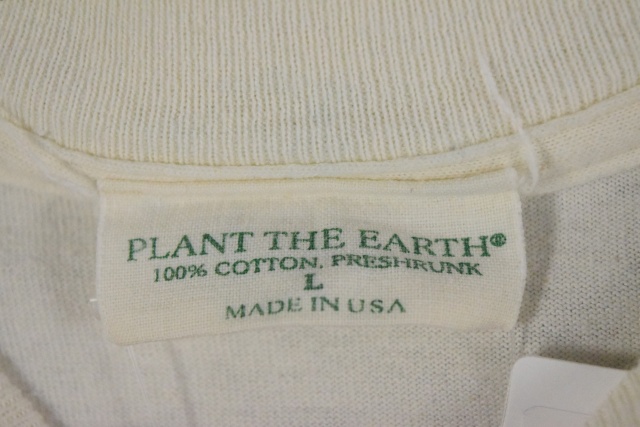 PLANT THE EARTH®
100% COTTON. PRESHRUNK
L
MADE IN USA